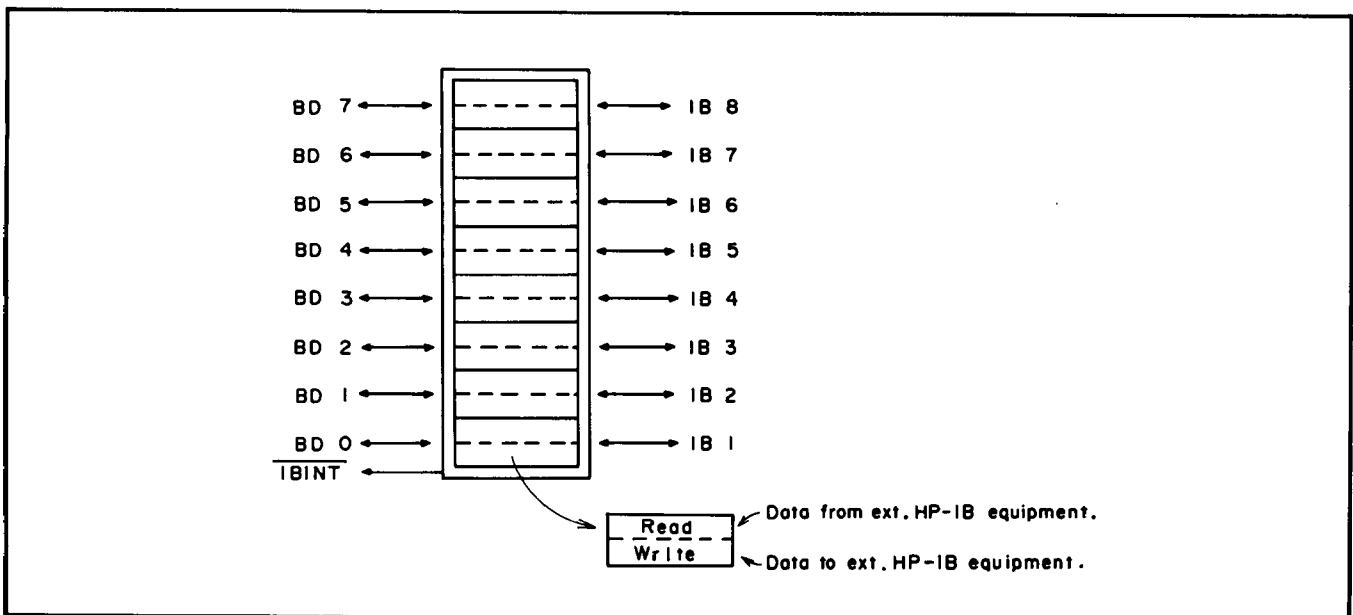 BD 7 IB 8
BD 6 IB 7
BD 5 IB 6
BD 4 IB 5
BD 3 IB 4
BD 2 IB 3
BD 1 IB 2
BD 0 IB 1
IBINT
Read
Write
Data from ext. HP-IB equipment.
Data to ext. HP-IB equipment.